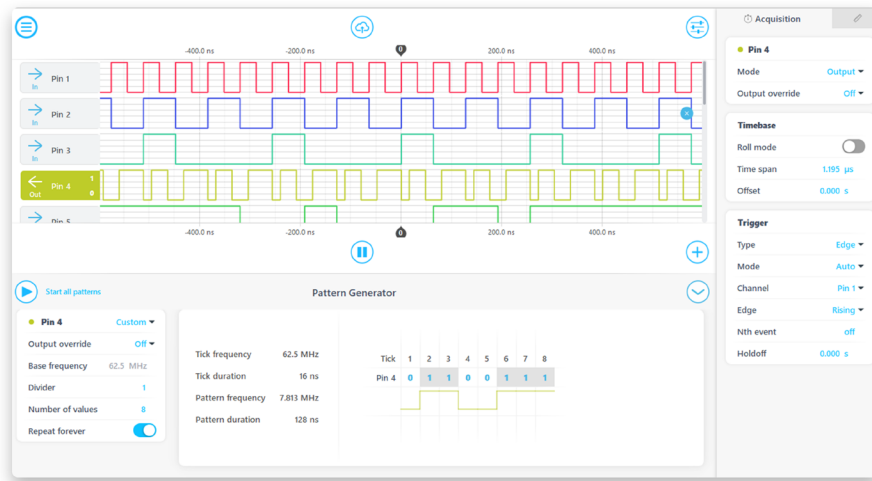 Acquisition
-400.0 ns -200.0 ns 0 200.0 ns 400.0 ns
Pin 4
In Pin 1
Mode Output
Output override Off
In Pin 2
Timebase
In Pin 3
Roll mode
Time span 1.195 µs
Out Pin 4 1 0
Offset 0.000 s
Pin 5
Trigger
-400.0 ns -200.0 ns 0 200.0 ns 400.0 ns
Type Edge
Mode Auto
Channel Pin 1
Edge Rising
Nth event off
Holdoff 0.000 s
Start all patterns
Pattern Generator
Pin 4 Custom
Output override Off
Base frequency 62.5 MHz
Divider 1
Number of values 8
Repeat forever
Tick frequency 62.5 MHz
Tick duration 16 ns
Pattern frequency 7.813 MHz
Pattern duration 128 ns
Tick 1 2 3 4 5 6 7 8
Pin 4 0 1 1 0 0 1 1 1